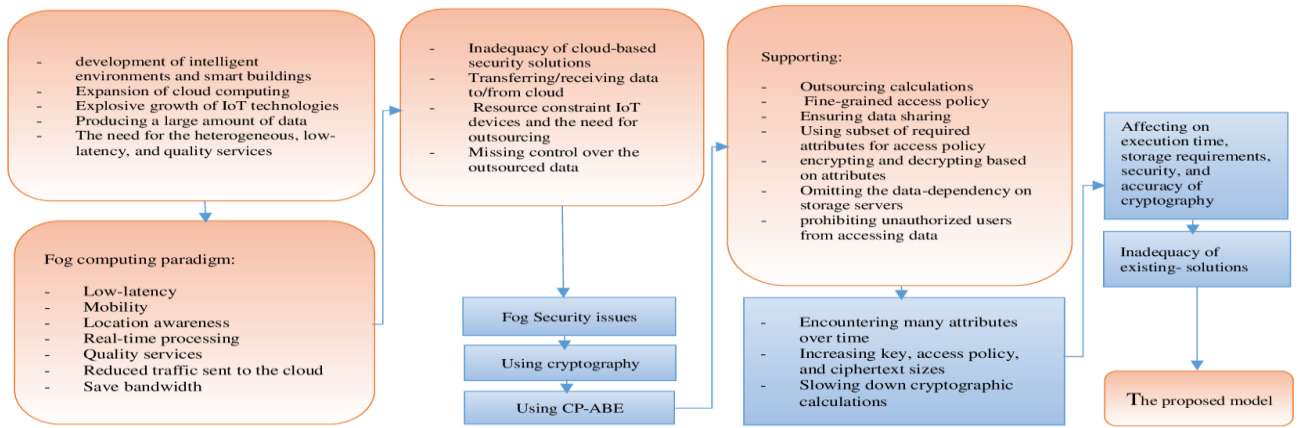 - development of intelligent
environments and smart buildings
- Expansion of cloud computing
- Explosive growth of IoT technologies
- Producing a large amount of data
- The need for the heterogeneous, low-
latency, and quality services
Fog computing paradigm:
- Low-latency
- Mobility
- Location awareness
- Real-time processing
- Quality services
- Reduced traffic sent to the cloud
- Save bandwidth
- Inadequacy of cloud-based
security solutions
- Transferring/receiving data
to/from cloud
- Resource constraint IoT
devices and the need for
outsourcing
- Missing control over the
outsourced data
Fog Security issues
Using cryptography
Using CP-ABE
Supporting:
- Outsourcing calculations
- Fine-grained access policy
- Ensuring data sharing
- Using subset of required
attributes for access policy
- encrypting and decrypting based
on attributes
- Omitting the data-dependency on
storage servers
- prohibiting unauthorized users
from accessing data
- Encountering many attributes
over time
- Increasing key, access policy,
and ciphertext sizes
- Slowing down cryptographic
calculations
Affecting on
execution time,
storage requirements,
security, and
accuracy of
cryptography
Inadequacy of
existing- solutions
The proposed model